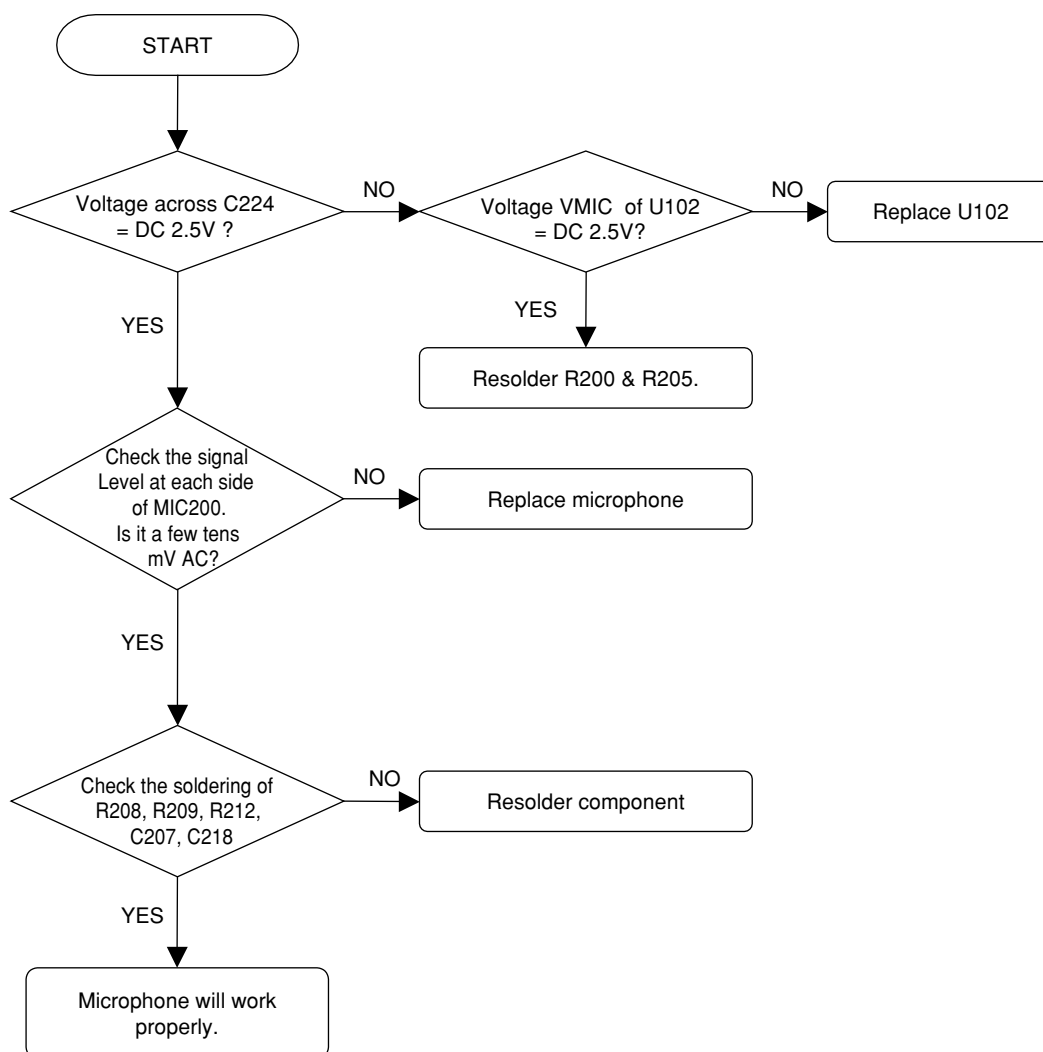 START
Voltage across C224
= DC 2.5V ?
NO
Voltage VMIC of U102
= DC 2.5V?
NO
Replace U102
YES
YES
Resolder R200 & R205.
Check the signal
Level at each side
of MIC200.
Is it a few tens
mV AC?
NO
Replace microphone
YES
Check the soldering of
R208, R209, R212,
C207, C218
NO
Resolder component
YES
Microphone will work
properly.